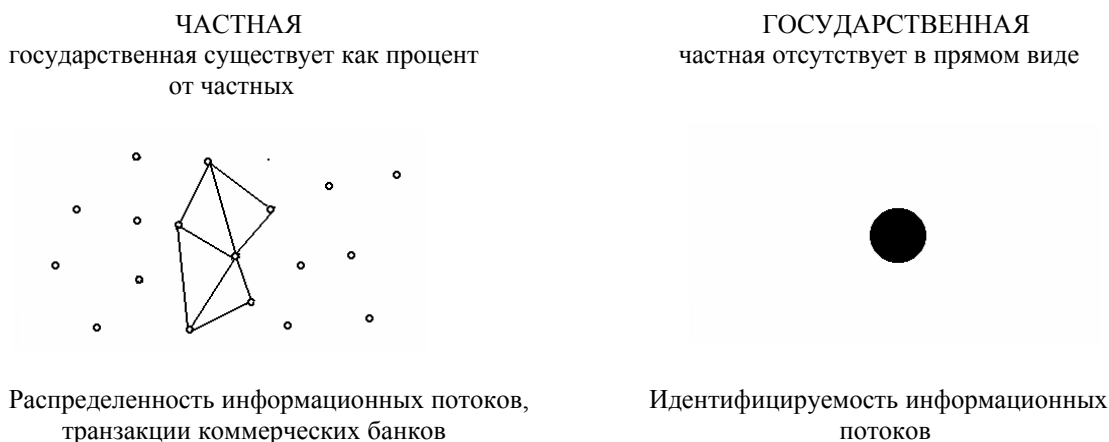 ЧАСТНАЯ
государственная существует как процент
от частных
ГОСУДАРСТВЕННАЯ
частная отсутствует в прямом виде
Распределенность информационных потоков,
транзакции коммерческих банков
Идентифицируемость информационных
потоков